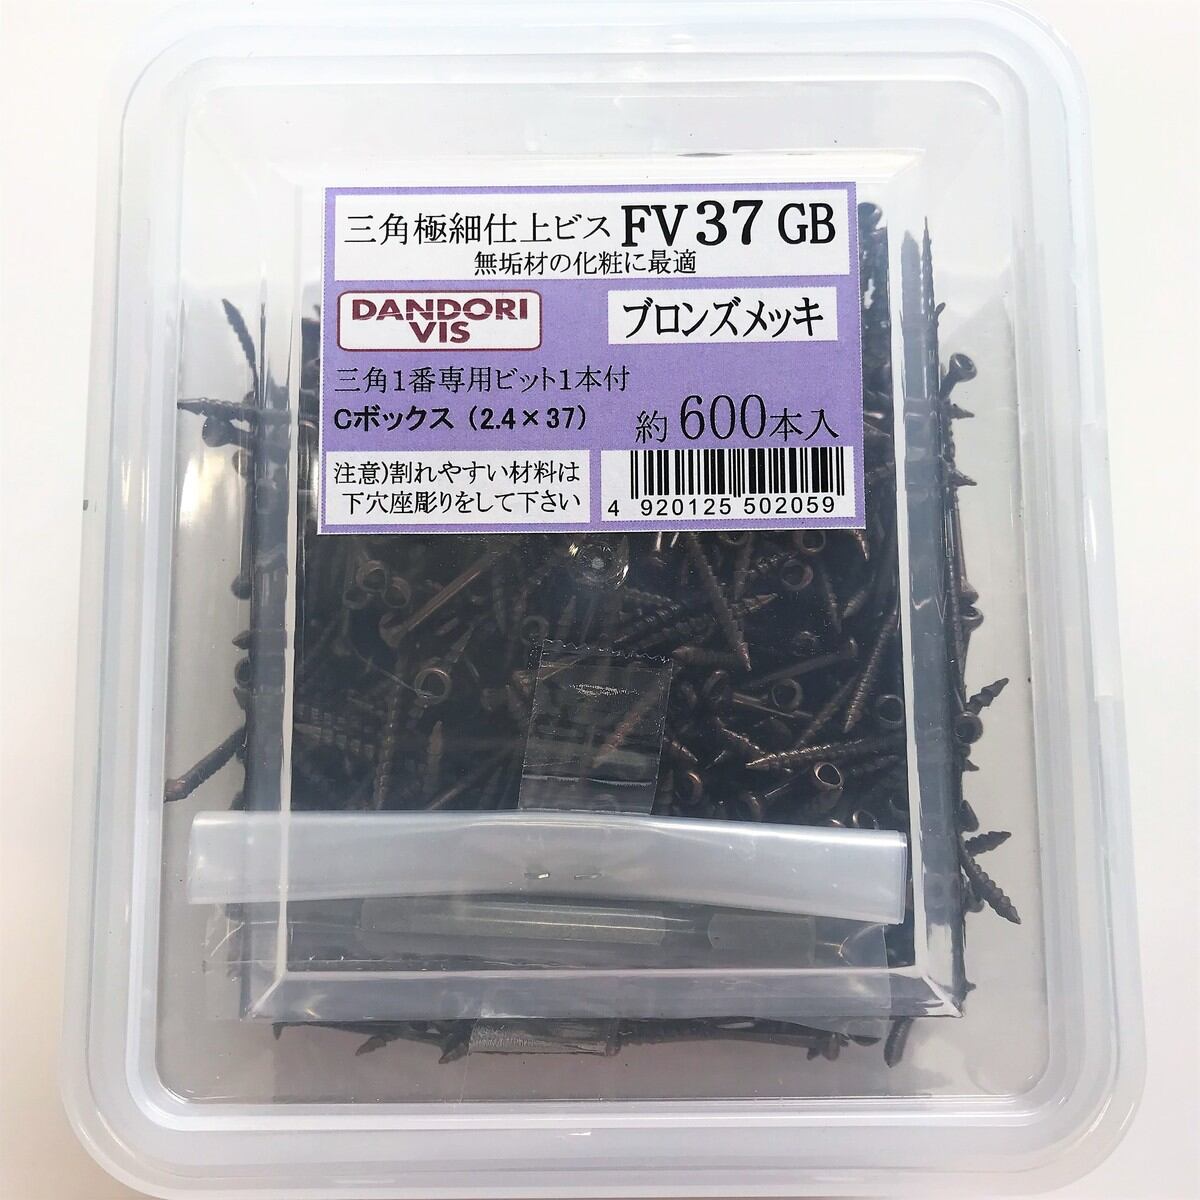 三角極細仕上ビス FV37 GB
無垢材の化粧に最適
DANDORI
VIS
ブロンズメッキ
三角1番専用ビット1本付
Cボックス（2.4×37）
約600本入
注意)割れやすい材料は
下穴座彫りをして下さい
4 920125 502059